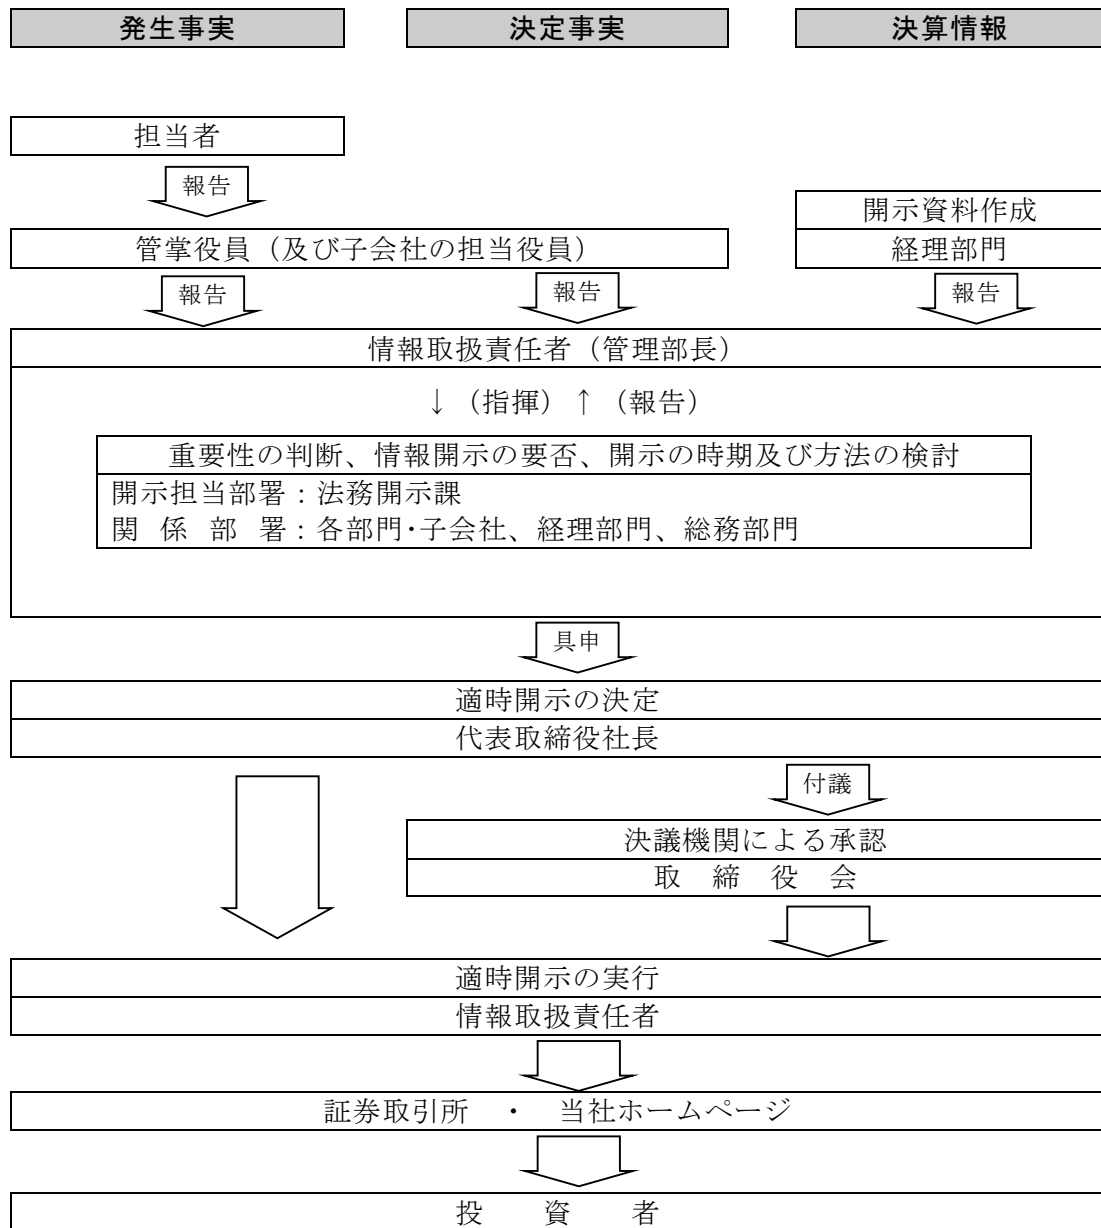 発生事実
決定事実
決算情報
担当者
報告
開示資料作成
管掌役員（及び子会社の担当役員）
経理部門
報告
報告
報告
情報取扱責任者（管理部長）
↓（指揮）↑（報告）
重要性の判断、情報開示の要否、開示の時期及び方法の検討
開示担当部署：法務開示課
関係部署：各部門･子会社、経理部門、総務部門
具申
適時開示の決定
代表取締役社長
付議
決議機関による承認
取締役会
適時開示の実行
情報取扱責任者
証券取引所　・　当社ホームページ
投資者